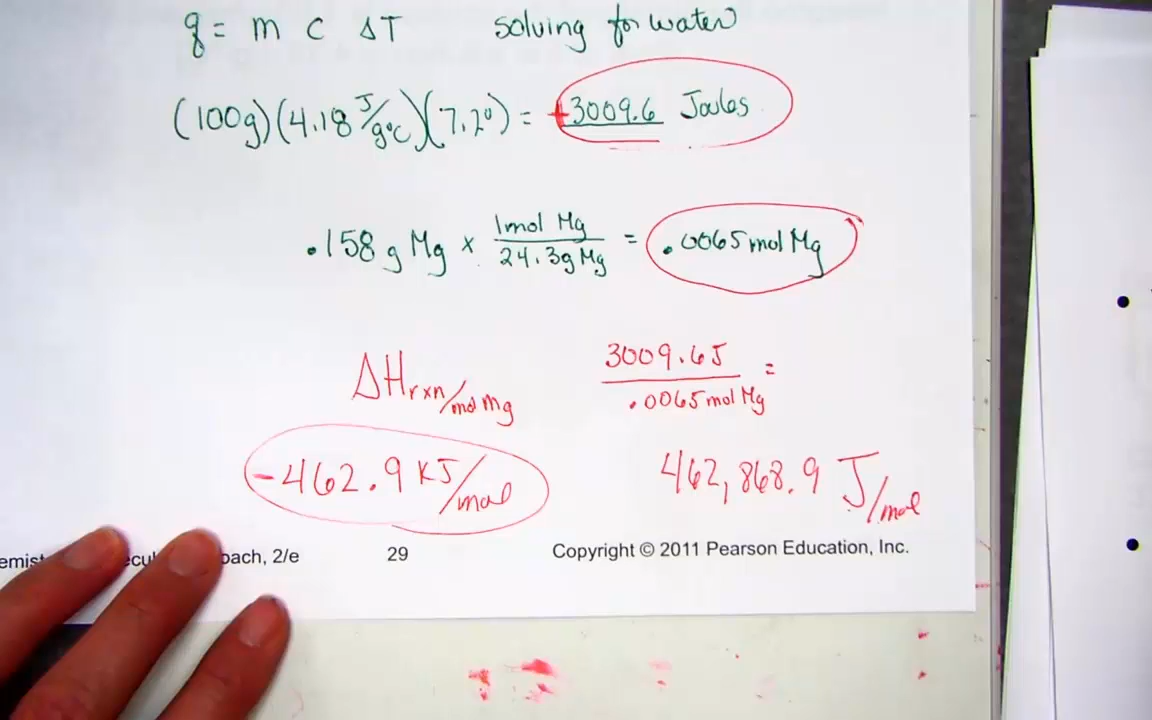 q = m c ΔT solving for water
(100g)(4.18 J/g°C)(7.2°) = +3009.6 Joules
.158 g Mg x 1mol Mg / 24.3g Mg = .0065 mol Mg
ΔHrxn/mol mg 3009.6J / .0065 mol Mg =
-462.9 KJ/mol 462,868.9 J/mol
bach, 2/e 29 Copyright © 2011 Pearson Education, Inc.